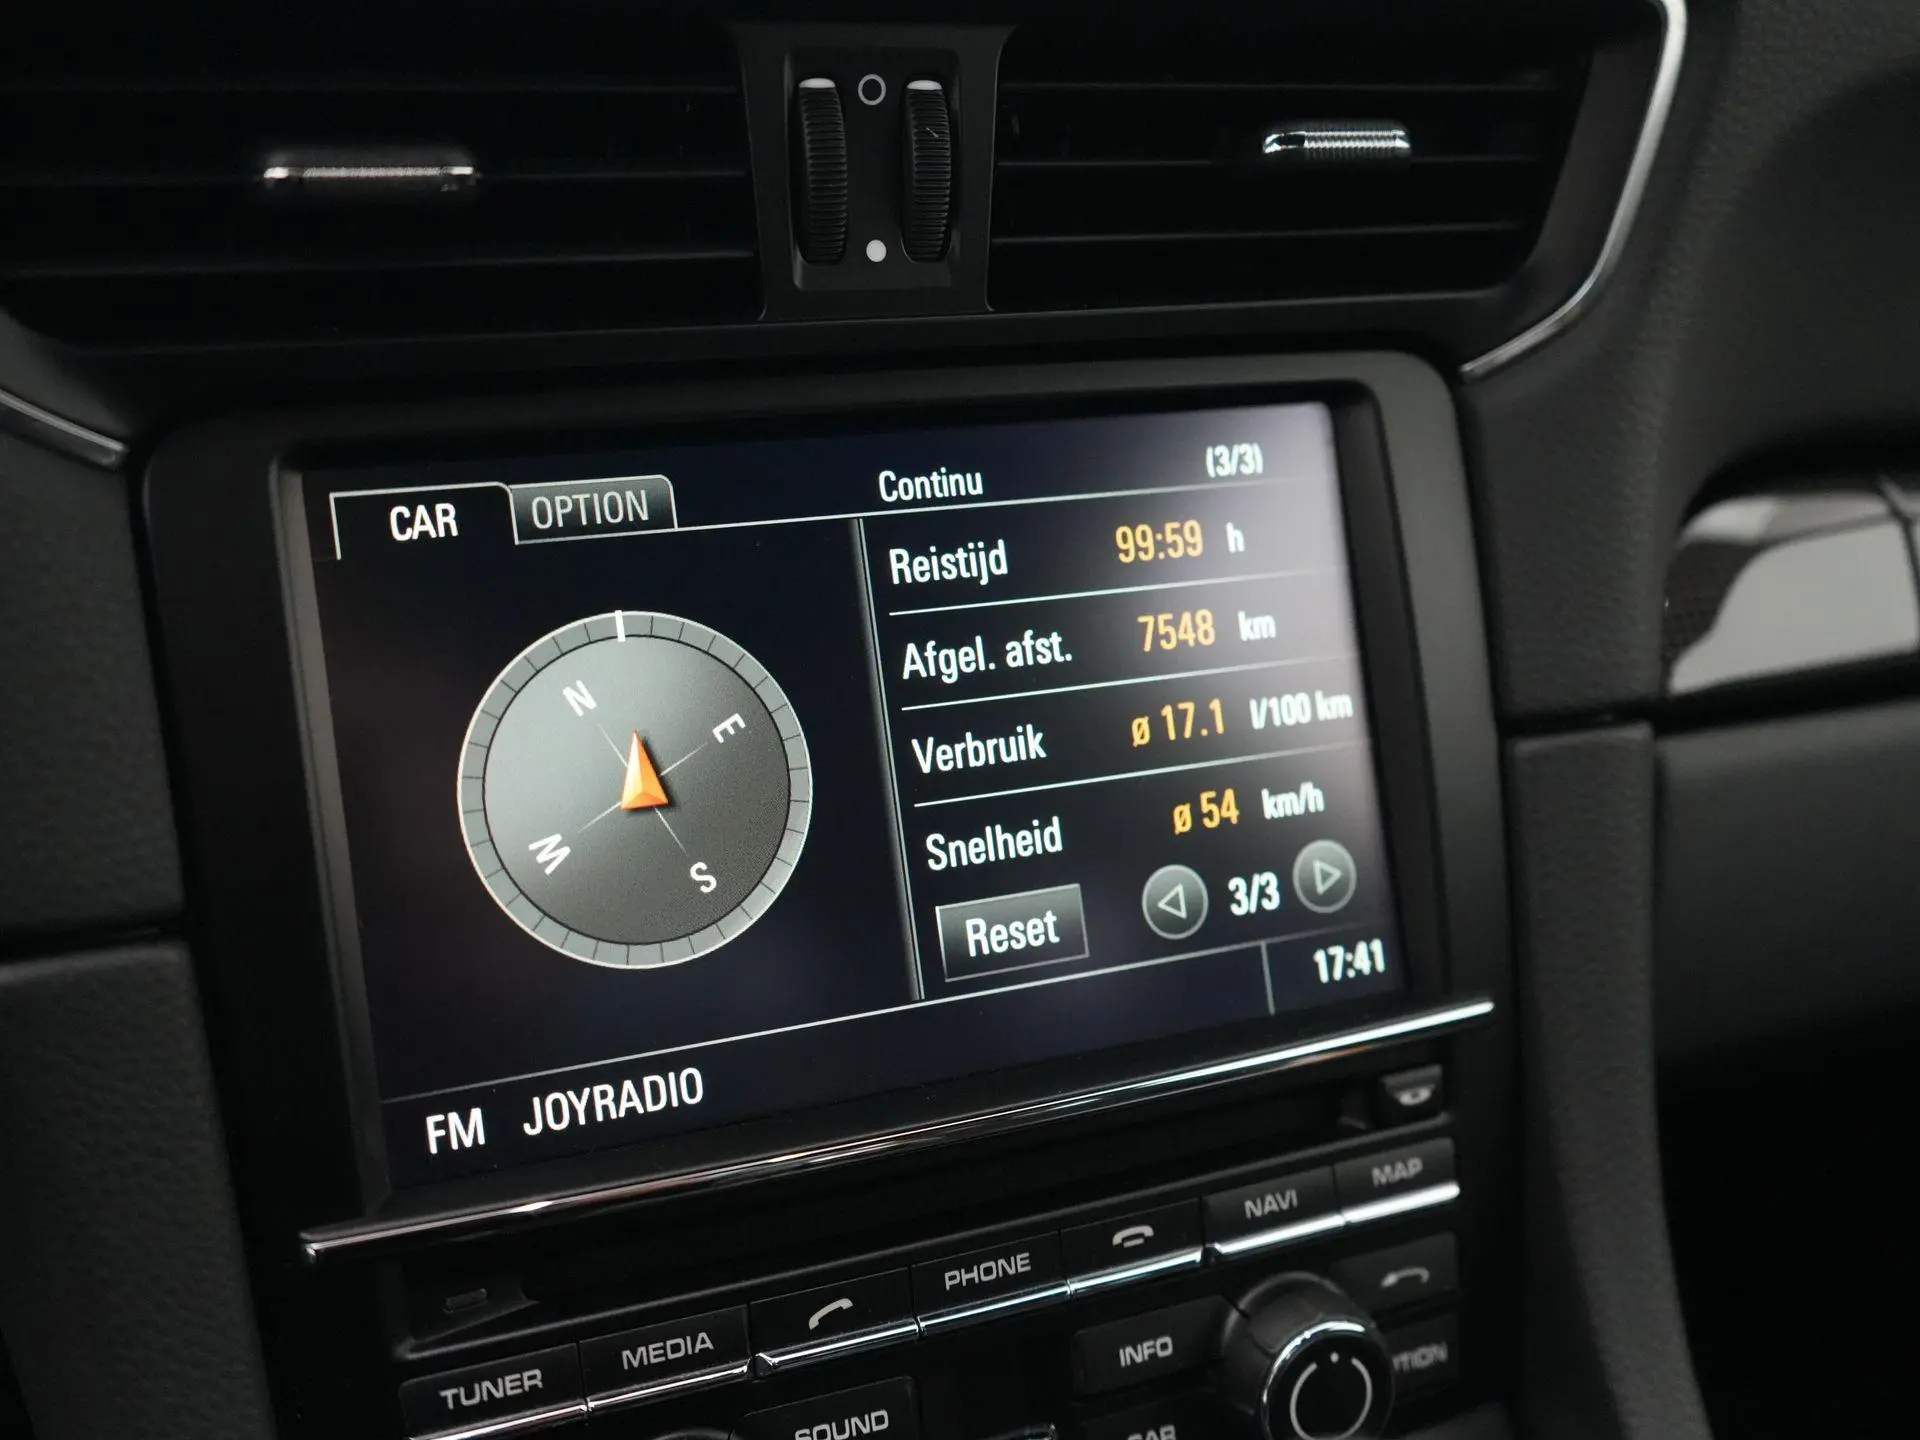 CAR OPTION Continu (3/3)
Reistijd 99:59 h
Afgel. afst. 7548 km
Verbruik ø 17.1 l/100 km
Snelheid ø 54 km/h
N
E
W
S
Reset 3/3
17:41
FM JOYRADIO
MAP
NAVI
PHONE
MEDIA
TUNER
INFO
SOUND
CAR